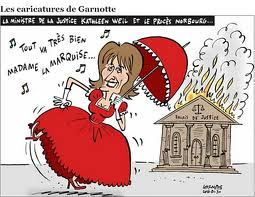 Les caricatures de Garnotte
LA MINISTRE DE LA JUSTICE KATHLEEN WEIL ET LE PROCÈS NORBOURG...
TOUT VA TRÈS BIEN
MADAME LA MARQUISE...
PALAIS DE JUSTICE
GARNOTTE